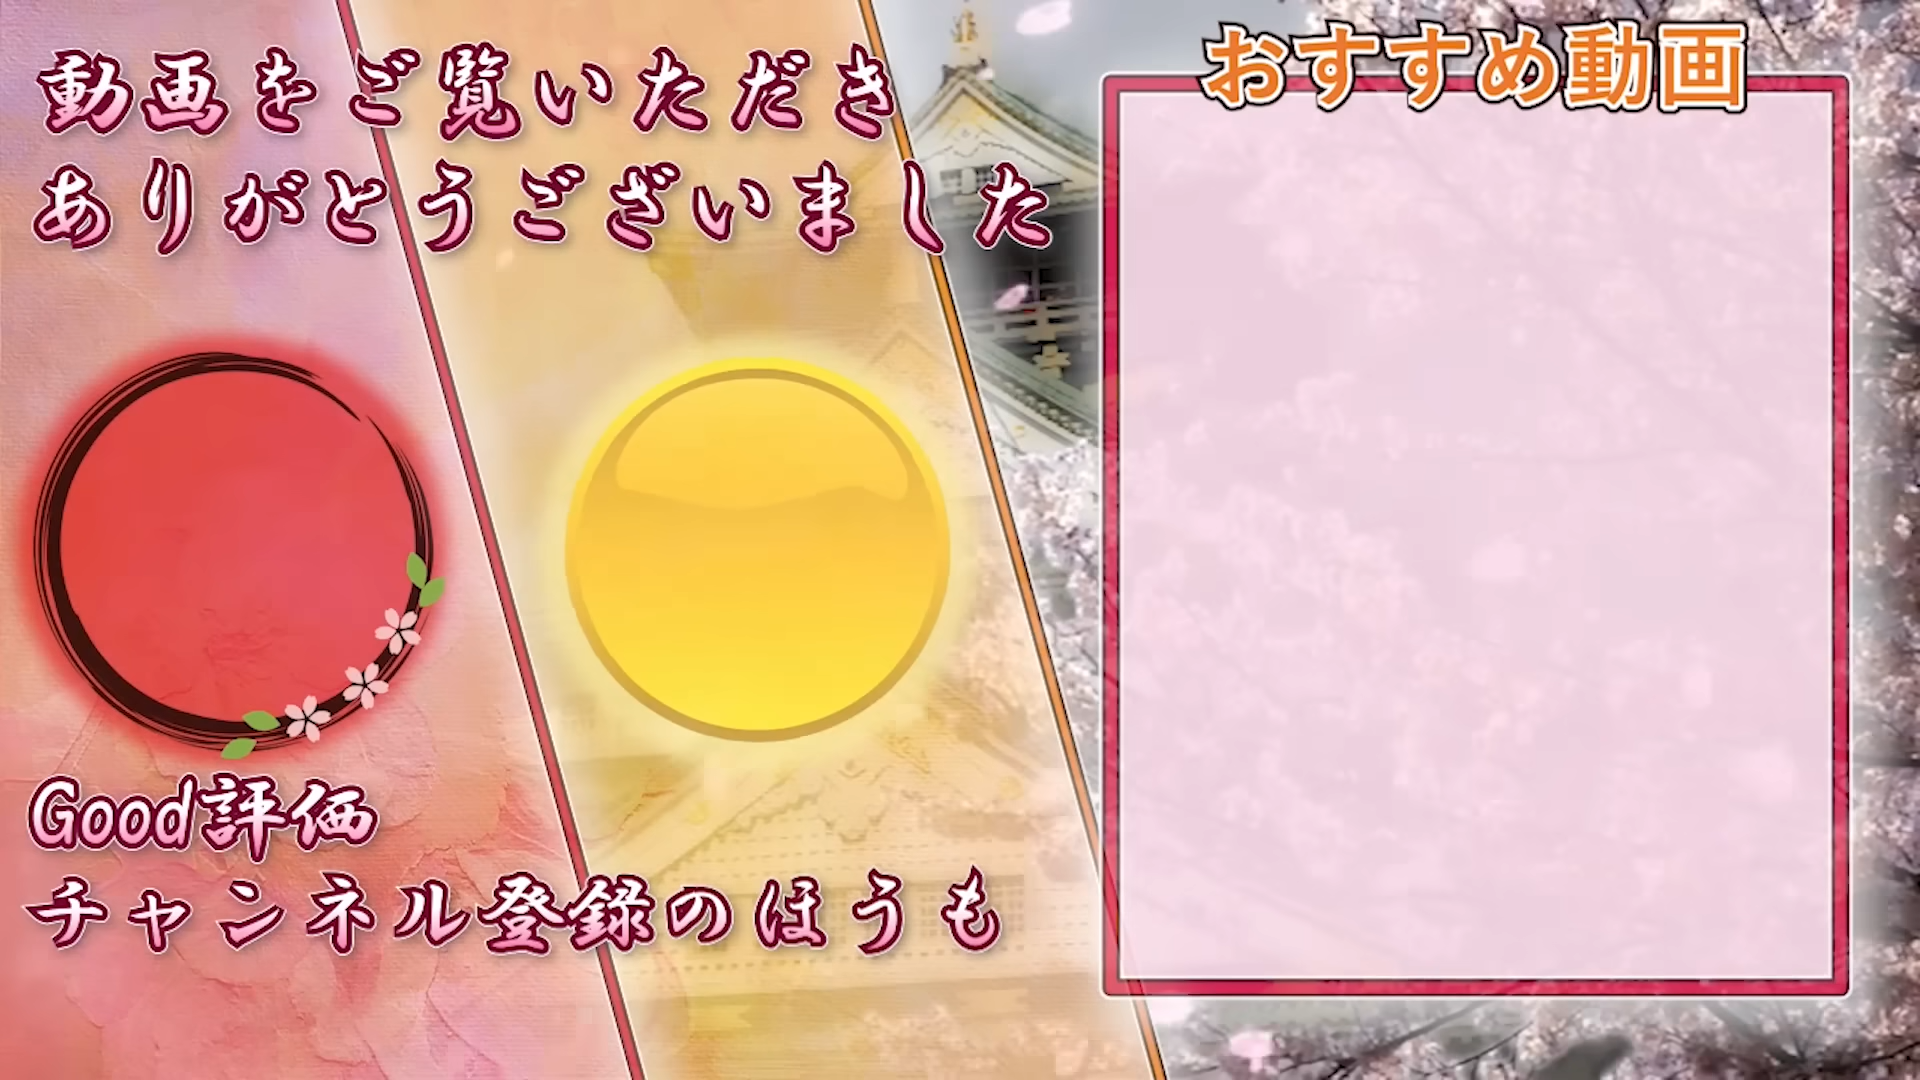 動画をご覧いただき
ありがとうございました
おすすめ動画
Good評価
チャンネル登録のほうも